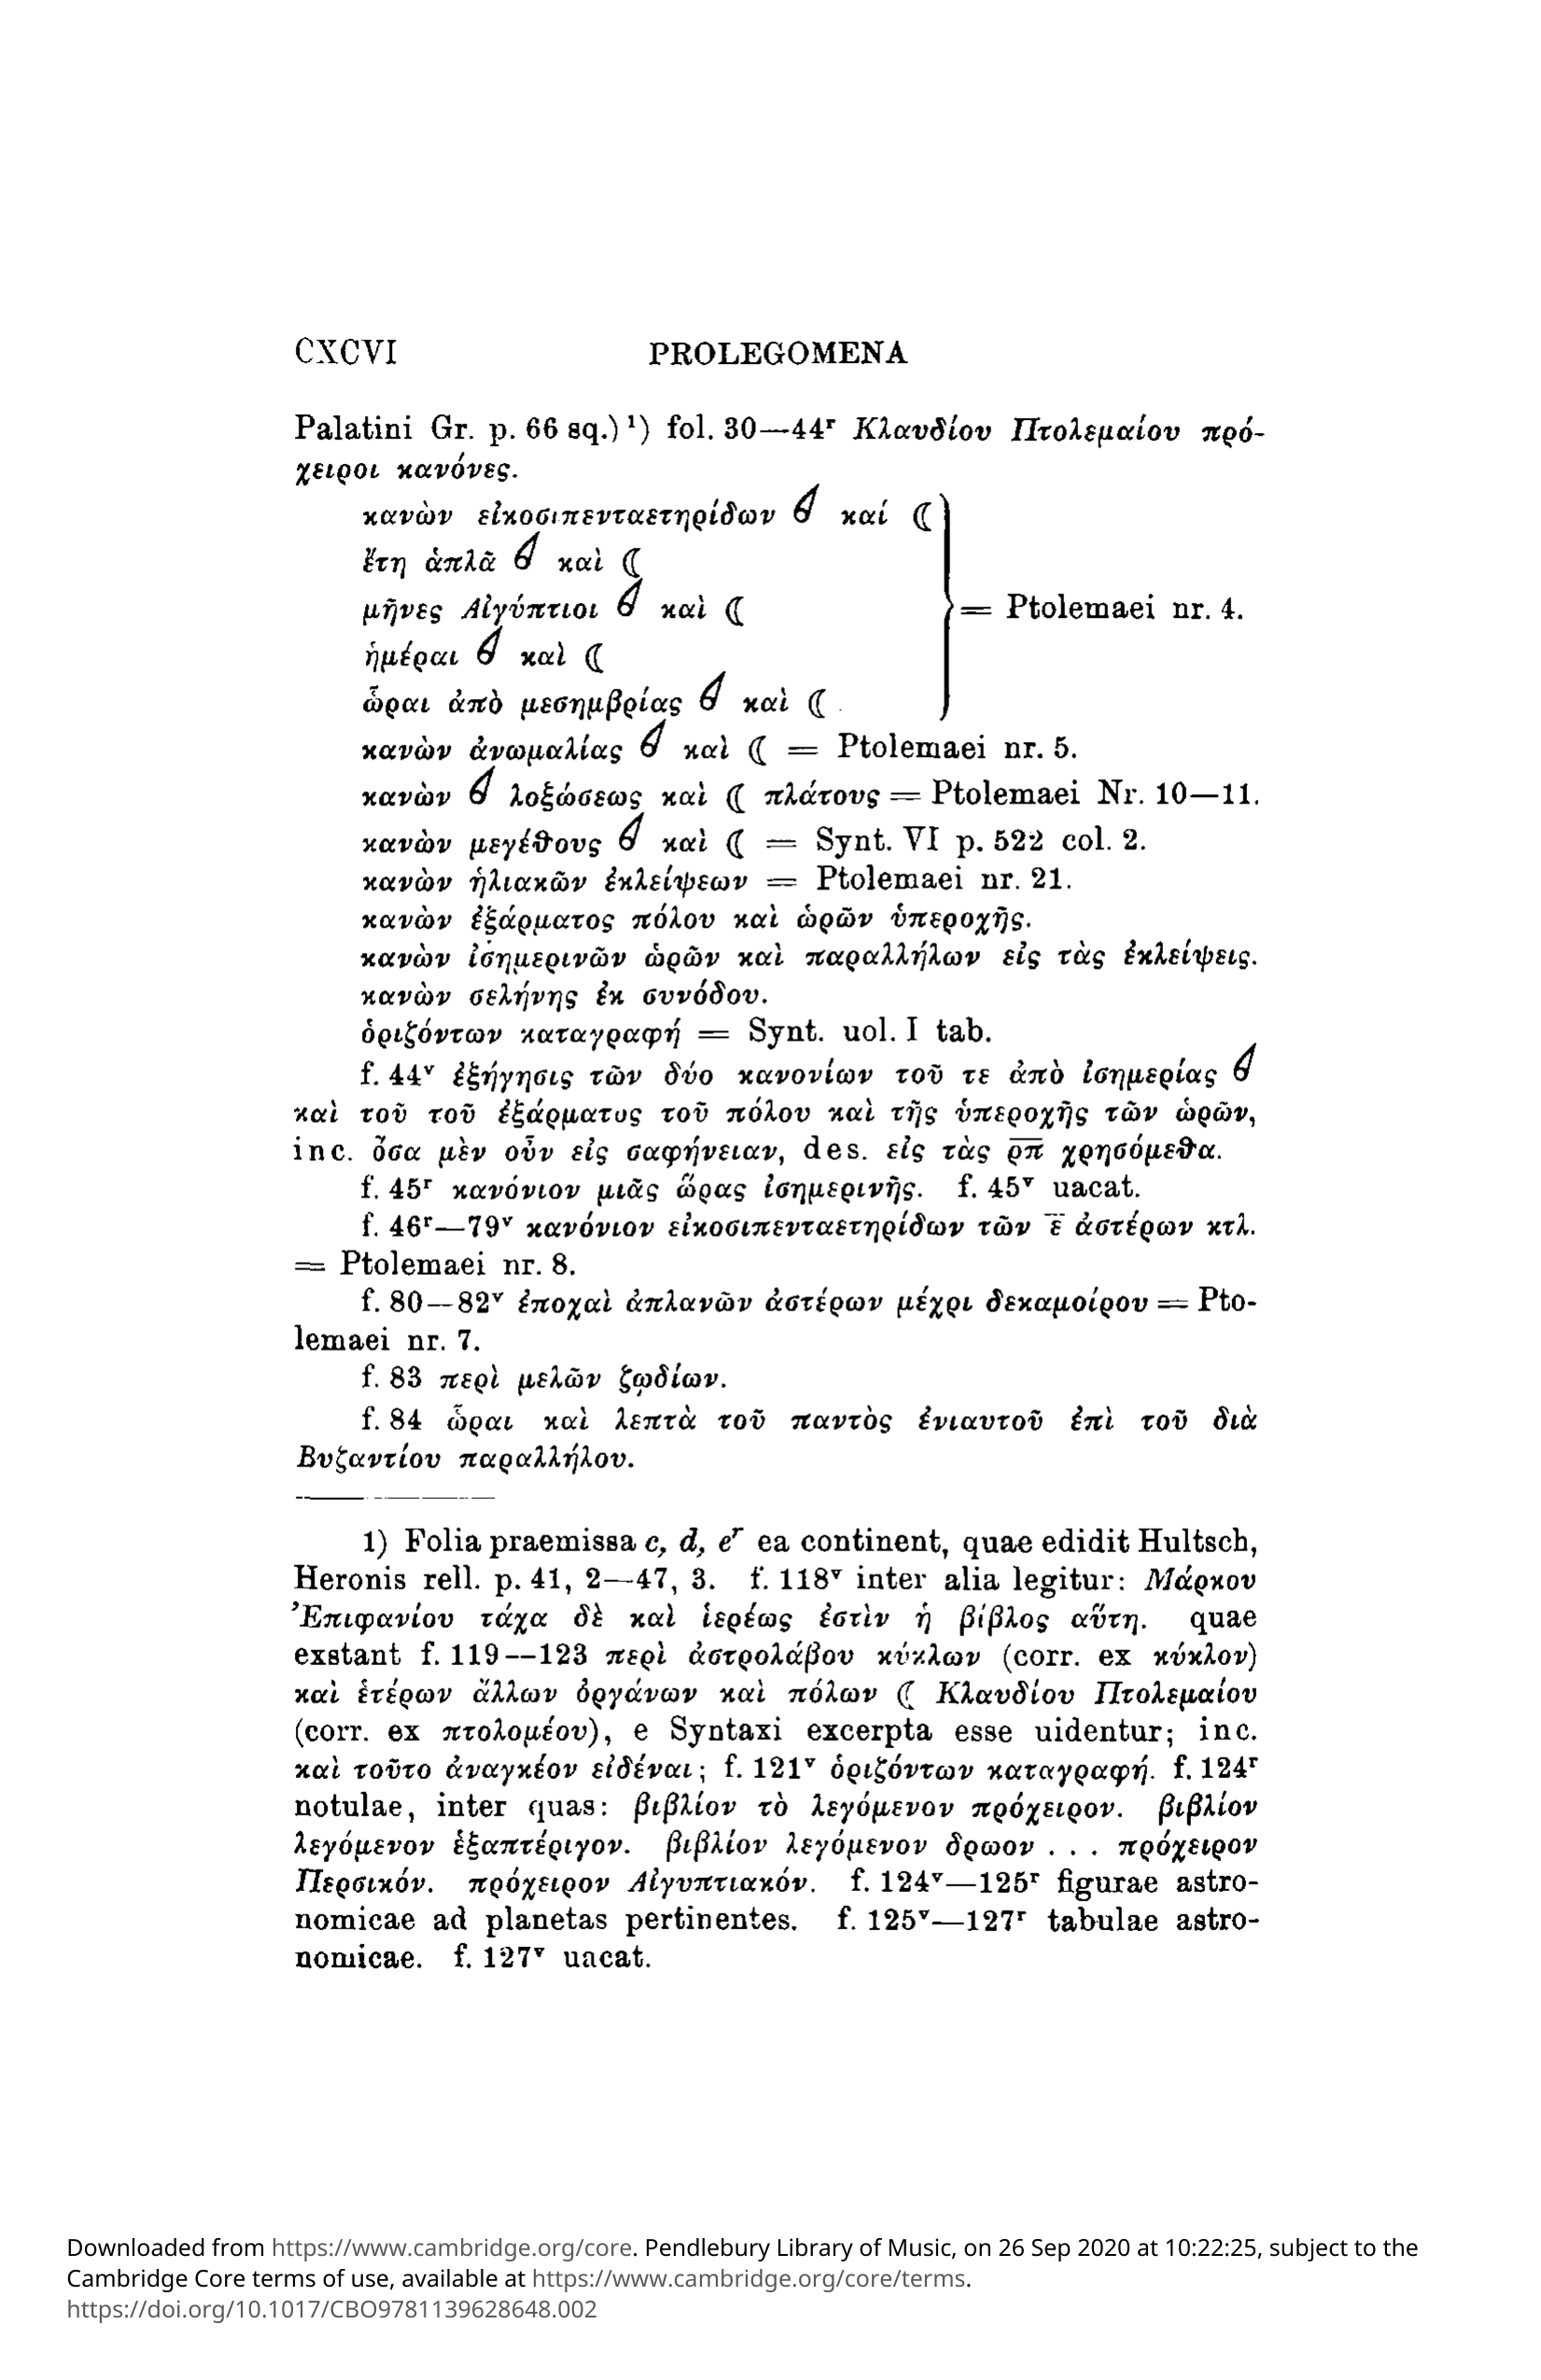 CXCVI PROLEGOMENA
Palatini Gr. p. 66 sq.)¹) fol. 30—44ʳ Κλαυδίου Πτολεμαίου πρό-
χειροι κανόνες.
κανὼν εἰκοσιπενταετηρίδων ☉ καί ☾
ἔτη ἁπλᾶ ☉ καὶ ☾
μῆνες Αἰγύπτιοι ☉ καὶ ☾ = Ptolemaei nr. 4.
ἡμέραι ☉ καὶ ☾
ὧραι ἀπὸ μεσημβρίας ☉ καὶ ☾
κανὼν ἀνωμαλίας ☉ καὶ ☾ = Ptolemaei nr. 5.
κανὼν ☉ λοξώσεως καὶ ☾ πλάτους = Ptolemaei Nr. 10—11.
κανὼν μεγέθους ☉ καὶ ☾ = Synt. VI p. 522 col. 2.
κανὼν ἡλιακῶν ἐκλείψεων = Ptolemaei nr. 21.
κανὼν ἐξάρματος πόλου καὶ ὡρῶν ὑπεροχῆς.
κανὼν ἰσημερινῶν ὡρῶν καὶ παραλλήλων εἰς τὰς ἐκλείψεις.
κανὼν σελήνης ἐκ συνόδου.
ὁριζόντων καταγραφή = Synt. uol. I tab.
f. 44ᵛ ἐξήγησις τῶν δύο κανονίων τοῦ τε ἀπὸ ἰσημερίας ☉
καὶ τοῦ τοῦ ἐξάρματος τοῦ πόλου καὶ τῆς ὑπεροχῆς τῶν ὡρῶν,
inc. ὅσα μὲν οὖν εἰς σαφήνειαν, des. εἰς τὰς ρ̅π̅ χρησόμεθα.
f. 45ʳ κανόνιον μιᾶς ὥρας ἰσημερινῆς. f. 45ᵛ uacat.
f. 46ʳ—79ᵛ κανόνιον εἰκοσιπενταετηρίδων τῶν ε̅ ἀστέρων κτλ.
= Ptolemaei nr. 8.
f. 80—82ᵛ ἐποχαὶ ἀπλανῶν ἀστέρων μέχρι δεκαμοίρου = Pto-
lemaei nr. 7.
f. 83 περὶ μελῶν ζῳδίων.
f. 84 ὧραι καὶ λεπτὰ τοῦ παντὸς ἐνιαυτοῦ ἐπὶ τοῦ διὰ
Βυζαντίου παραλλήλου.
1) Folia praemissa c, d, eʳ ea continent, quae edidit Hultsch,
Heronis rell. p. 41, 2—47, 3. f. 118ᵛ inter alia legitur: Μάρκου
Ἐπιφανίου τάχα δὲ καὶ ἱερέως ἐστὶν ἡ βίβλος αὕτη. quae
exstant f. 119—123 περὶ ἀστρολάβου κύκλων (corr. ex κύκλον)
καὶ ἑτέρων ἄλλων ὀργάνων καὶ πόλων ☾ Κλαυδίου Πτολεμαίου
(corr. ex πτολομέου), e Syntaxi excerpta esse uidentur; inc.
καὶ τοῦτο ἀναγκέον εἰδέναι; f. 121ᵛ ὁριζόντων καταγραφή. f. 124ʳ
notulae, inter quas: βιβλίον τὸ λεγόμενον πρόχειρον. βιβλίον
λεγόμενον ἑξαπτέριγον. βιβλίον λεγόμενον δρωον . . . πρόχειρον
Περσικόν. πρόχειρον Αἰγυπτιακόν. f. 124ᵛ—125ʳ figurae astro-
nomicae ad planetas pertinentes. f. 125ᵛ—127ʳ tabulae astro-
nomicae. f. 127ᵛ uacat.
Downloaded from https://www.cambridge.org/core. Pendlebury Library of Music, on 26 Sep 2020 at 10:22:25, subject to the
Cambridge Core terms of use, available at https://www.cambridge.org/core/terms.
https://doi.org/10.1017/CBO9781139628648.002